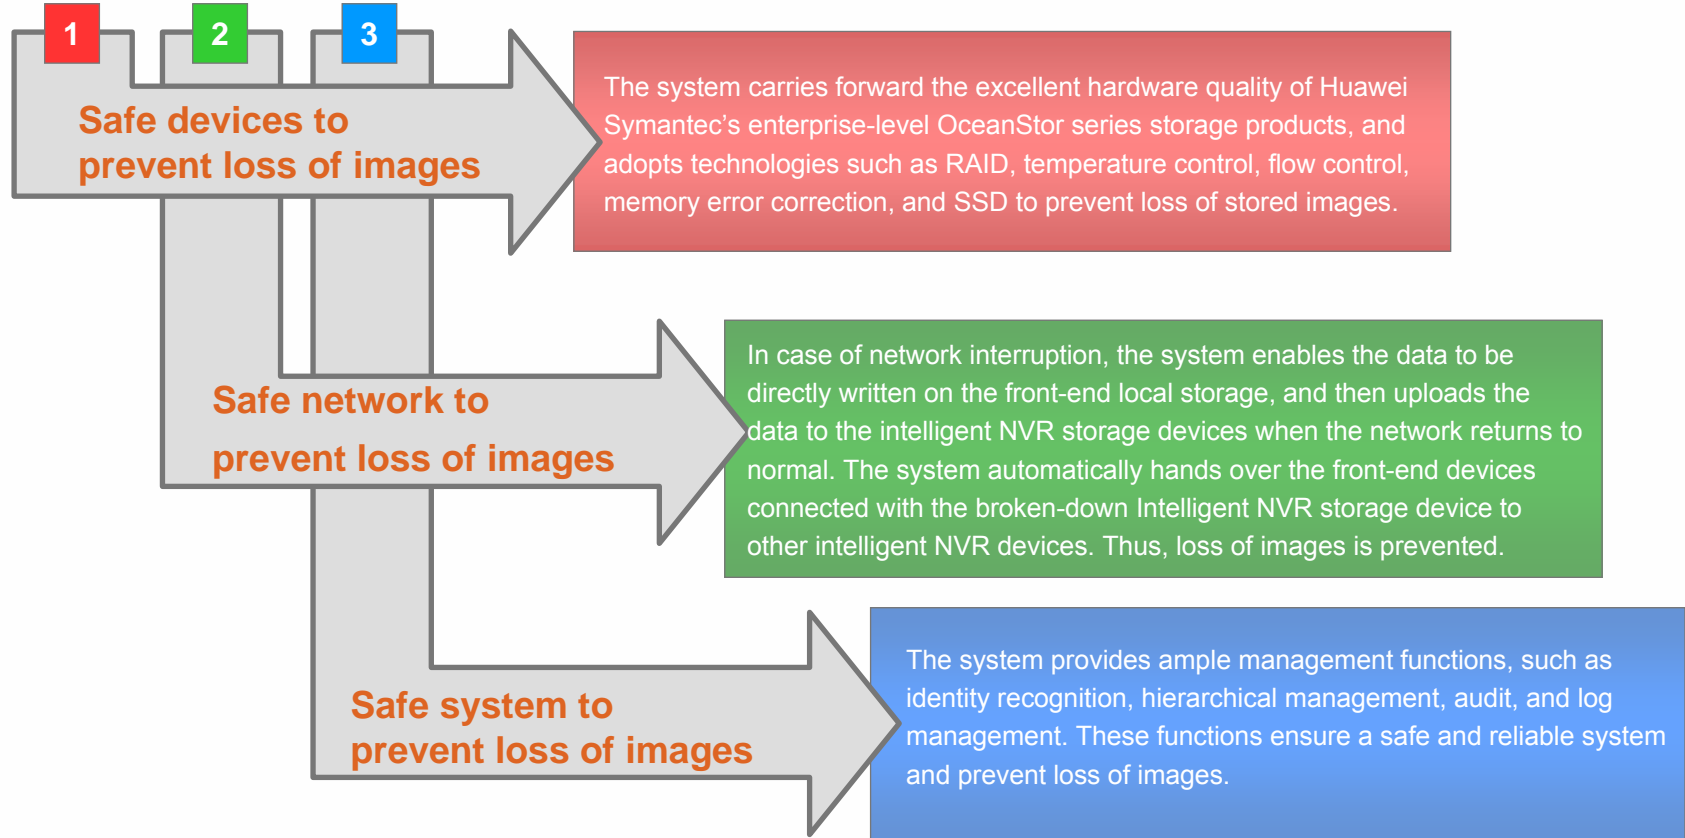 1
2
3
Safe devices to
prevent loss of images
The system carries forward the excellent hardware quality of Huawei
Symantec’s enterprise-level OceanStor series storage products, and
adopts technologies such as RAID, temperature control, flow control,
memory error correction, and SSD to prevent loss of stored images.
Safe network to
prevent loss of images
In case of network interruption, the system enables the data to be
directly written on the front-end local storage, and then uploads the
data to the intelligent NVR storage devices when the network returns to
normal. The system automatically hands over the front-end devices
connected with the broken-down Intelligent NVR storage device to
other intelligent NVR devices. Thus, loss of images is prevented.
Safe system to
prevent loss of images
The system provides ample management functions, such as
identity recognition, hierarchical management, audit, and log
management. These functions ensure a safe and reliable system
and prevent loss of images.